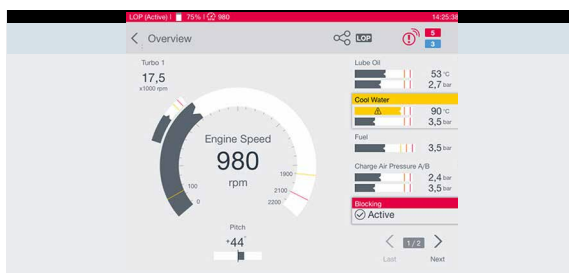 LOP (Active) | 75% | 980
14:25:38
Overview
LOP
5
3
Turbo 1
17,5
x1000 rpm
Engine Speed
980
rpm
0
100
1900
2100
2200
Pitch
+44°
Lube Oil
53 °C
2,7 bar
Cool Water
90 °C
3,5 bar
Fuel
3,5 bar
Charge Air Pressure A/B
2,4 bar
3,5 bar
Blocking
Active
1/2
Last
Next